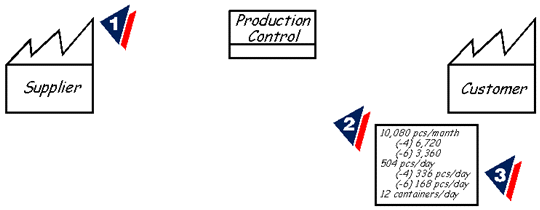 1
Production
Control
Supplier
Customer
2
10,080 pcs/month
(-4) 6,720
(-6) 3,360
504 pcs/day
(-4) 336 pcs/day
(-6) 168 pcs/day
12 containers/day
3